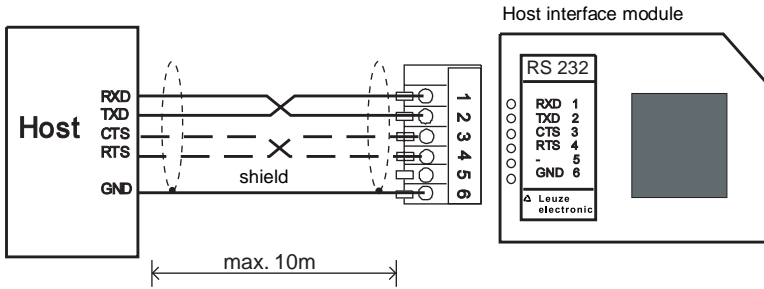 Host interface module
Host
RXD
TXD
CTS
RTS
GND
shield
max. 10m
1
2
3
4
5
6
RS 232
RXD 1
TXD 2
CTS 3
RTS 4
- 5
GND 6
Leuze
electronic